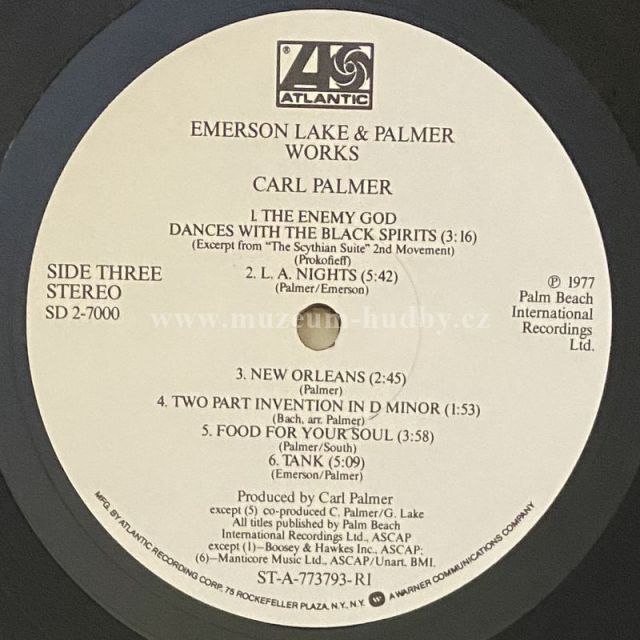 ATLANTIC
EMERSON LAKE & PALMER
WORKS
CARL PALMER
1. THE ENEMY GOD
DANCES WITH THE BLACK SPIRITS (3:16)
(Excerpt from "The Scythian Suite" 2nd Movement)
(Prokofieff)
2. L. A. NIGHTS (5:42)
(Palmer/Emerson)
SIDE THREE
STEREO
SD 2-7000
℗ 1977
Palm Beach
International
Recordings
Ltd.
www.muzeum-hudby.cz
3. NEW ORLEANS (2:45)
(Palmer)
4. TWO PART INVENTION IN D MINOR (1:53)
(Bach, arr. Palmer)
5. FOOD FOR YOUR SOUL (3:58)
(Palmer/South)
6. TANK (5:09)
(Emerson/Palmer)
Produced by Carl Palmer
except (5) co-produced C. Palmer/G. Lake
All titles published by Palm Beach
International Recordings Ltd., ASCAP
except (1)—Boosey & Hawkes Inc., ASCAP:
(6)—Manticore Music Ltd., ASCAP/Unart. BMI.
ST-A-773793-RI
MFG. BY ATLANTIC RECORDING CORP. 75 ROCKEFELLER PLAZA, N.Y., N.Y. A WARNER COMMUNICATIONS COMPANY